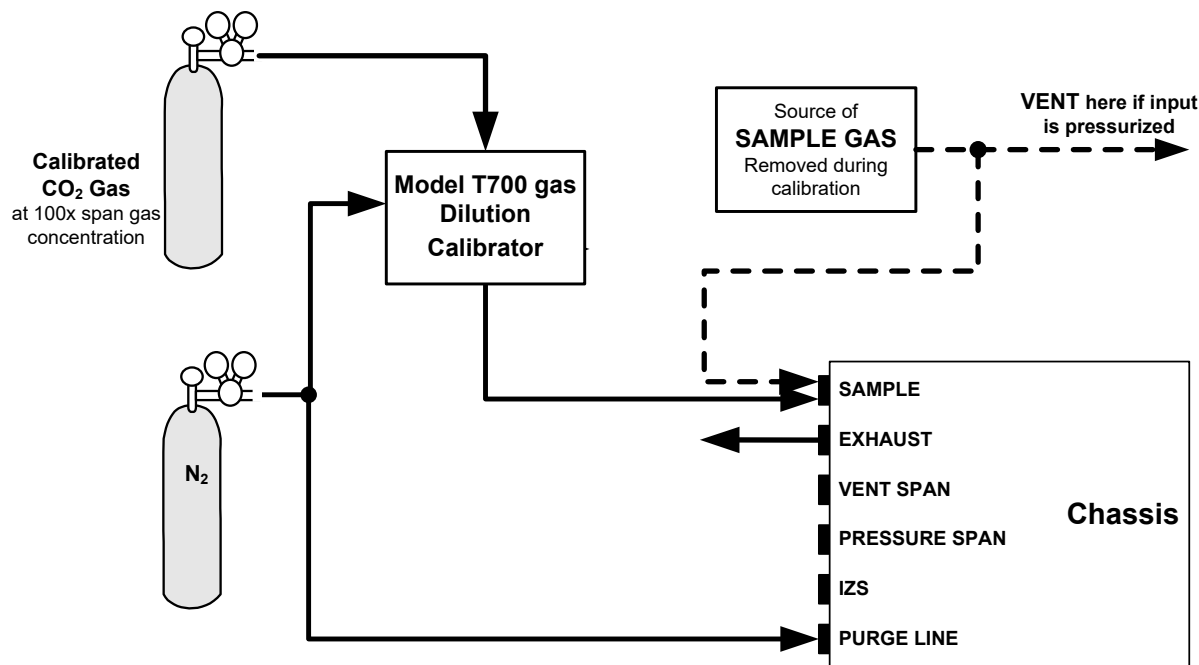 Calibrated
CO₂ Gas
at 100x span gas
concentration
Model T700 gas
Dilution
Calibrator
Source of
SAMPLE GAS
Removed during
calibration
VENT here if input
is pressurized
N₂
SAMPLE
EXHAUST
VENT SPAN
PRESSURE SPAN
IZS
PURGE LINE
Chassis